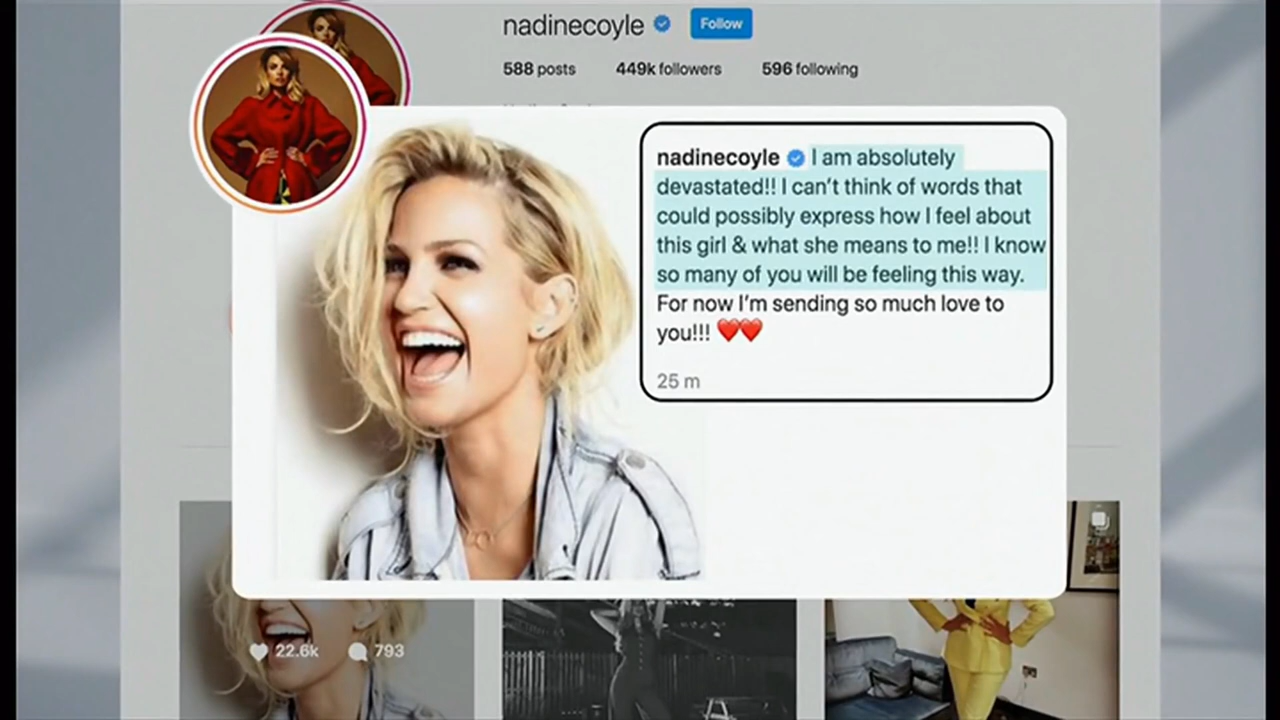 nadinecoyle Follow
588 posts 449k followers 596 following
nadinecoyle I am absolutely
devastated!! I can't think of words that
could possibly express how I feel about
this girl & what she means to me!! I know
so many of you will be feeling this way.
For now I'm sending so much love to
you!!! ❤️❤️
25 m
22.6k 793